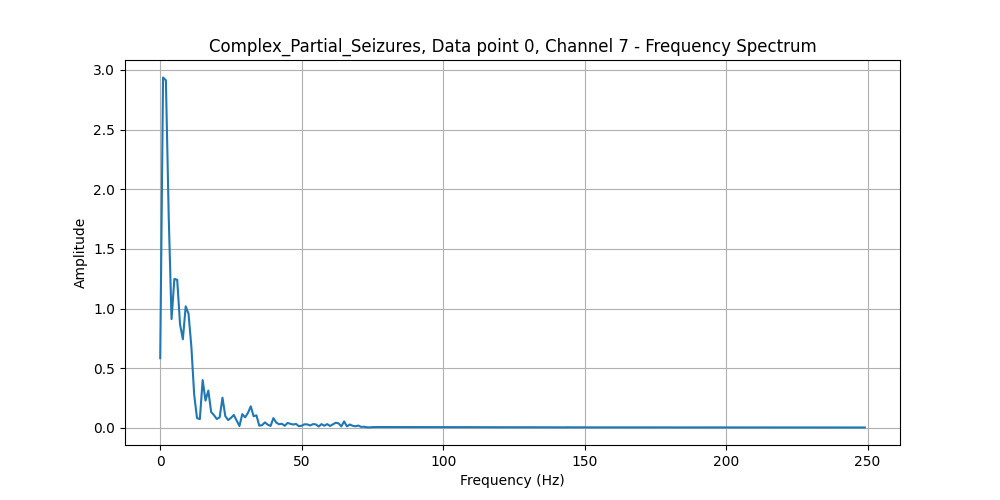 Complex_Partial_Seizures, Data point 0, Channel 7 - Frequency Spectrum
3.0
2.5
2.0
1.5
1.0
0.5
0.0
Amplitude
0 50 100 150 200 250
Frequency (Hz)